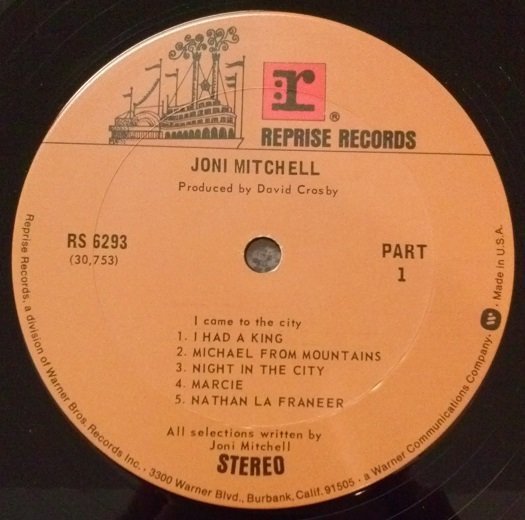 r®
REPRISE RECORDS
JONI MITCHELL
Produced by David Crosby
RS 6293
(30,753)
PART
1
I came to the city
1. I HAD A KING
2. MICHAEL FROM MOUNTAINS
3. NIGHT IN THE CITY
4. MARCIE
5. NATHAN LA FRANEER
All selections written by
Joni Mitchell
STEREO
Reprise Records, a division of Warner Bros. Records Inc. • 3300 Warner Blvd., Burbank, Calif. 91505 • a Warner Communications Company. W • Made in U.S.A.